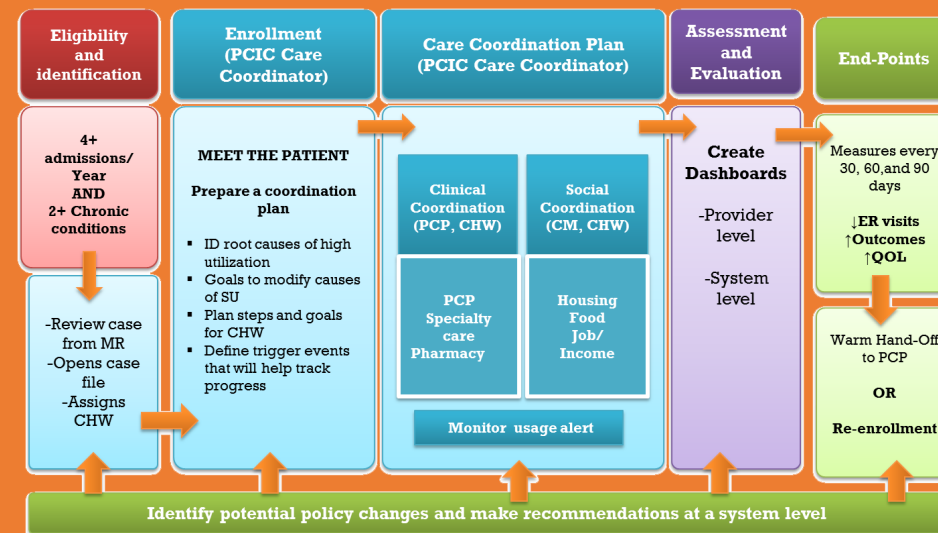 Eligibility
and
identification
4+
admissions/
Year
AND
2+ Chronic
conditions
-Review case
from MR
-Opens case
file
-Assigns
CHW
Enrollment
(PCIC Care
Coordinator)
MEET THE PATIENT
Prepare a coordination
plan
▪ ID root causes of high
utilization
▪ Goals to modify causes
of SU
▪ Plan steps and goals
for CHW
▪ Define trigger events
that will help track
progress
Care Coordination Plan
(PCIC Care Coordinator)
Clinical
Coordination
(PCP, CHW)
PCP
Specialty
care
Pharmacy
Social
Coordination
(CM, CHW)
Housing
Food
Job/
Income
Monitor usage alert
Assessment
and
Evaluation
Create
Dashboards
-Provider
level
-System
level
End-Points
Measures every
30, 60,and 90
days
↓ER visits
↑Outcomes
↑QOL
Warm Hand-Off
to PCP
OR
Re-enrollment
Identify potential policy changes and make recommendations at a system level